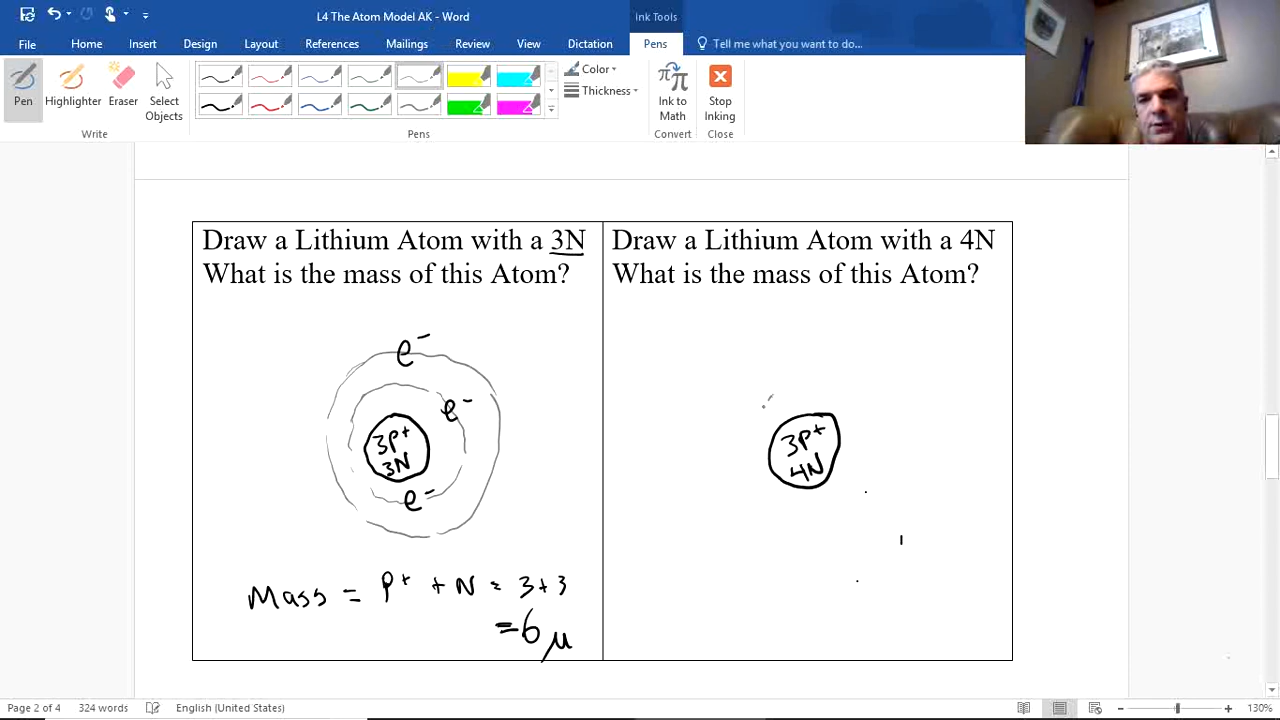 L4 The Atom Model AK - Word
Ink Tools
File Home Insert Design Layout References Mailings Review View Dictation Pens Tell me what you want to do...
Pen Highlighter Eraser Select Objects
Color
Thickness
Ink to Math
Stop Inking
Write Pens Convert Close
Draw a Lithium Atom with a 3N
What is the mass of this Atom?
e⁻
e⁻
3P⁺
3N
e⁻
Mass = P⁺ + N = 3+3
=6 μ
Draw a Lithium Atom with a 4N
What is the mass of this Atom?
3P⁺
4N
Page 2 of 4 324 words English (United States) 130%